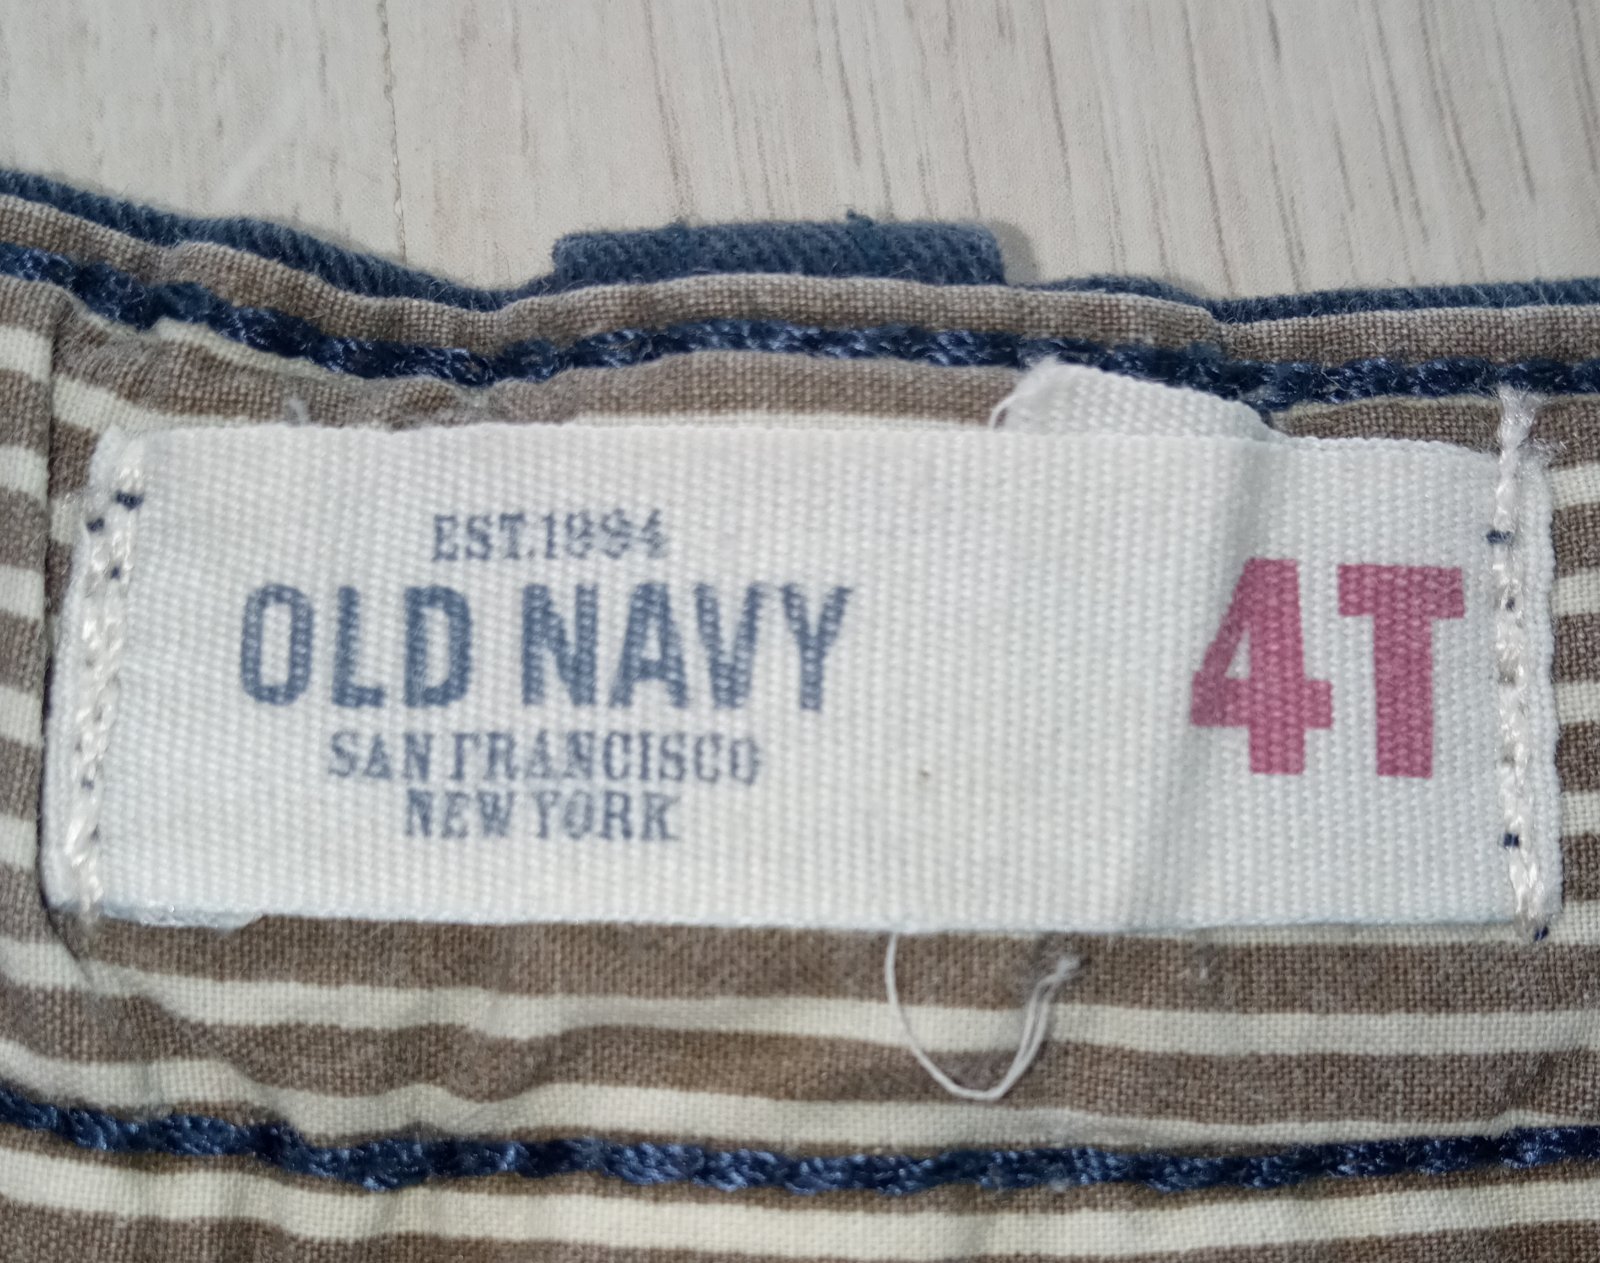 EST.1994
OLD NAVY
SAN FRANCISCO
NEW YORK
4T